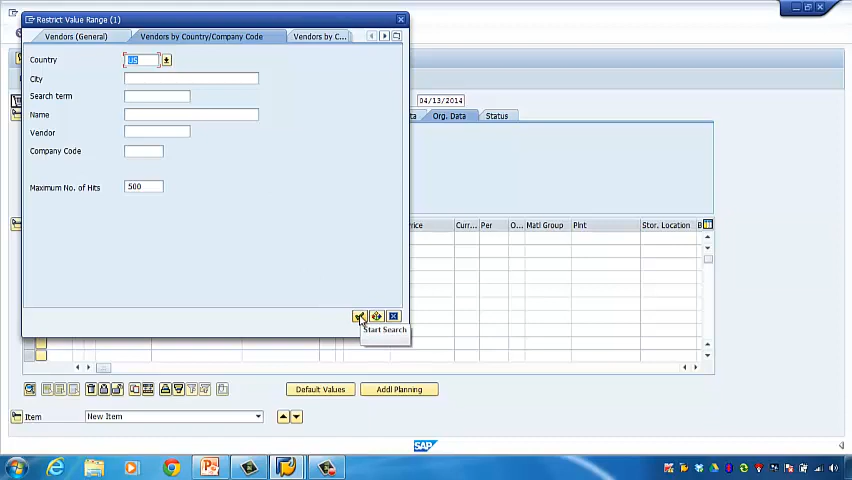 Restrict Value Range (1)
Vendors (General)
Vendors by Country/Company Code
Vendors by C...
Country
US
City
Search term
Name
Vendor
Company Code
Maximum No. of Hits
500
Start Search
04/13/2014
Org. Data
Status
Curr...
Per
O...
Matl Group
Plnt
Stor. Location
Default Values
Addl Planning
Item
New Item
SAP